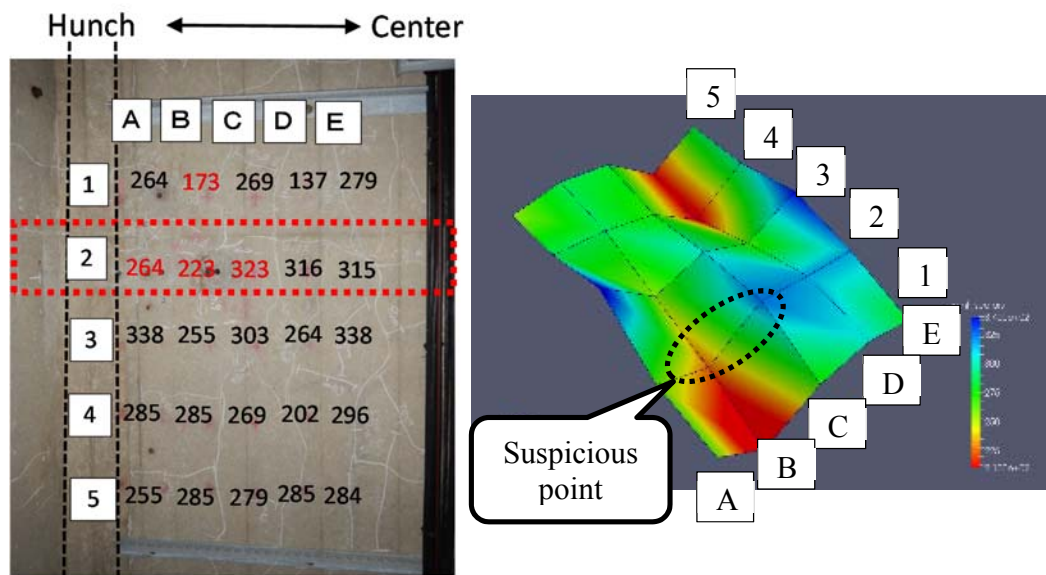 Hunch
Center
A B C D E
1 264 173 269 137 279
2 264 223 323 316 315
3 338 255 303 264 338
4 285 285 269 202 296
5 255 285 279 285 284
5
4
3
2
1
E
D
C
B
A
Suspicious
point